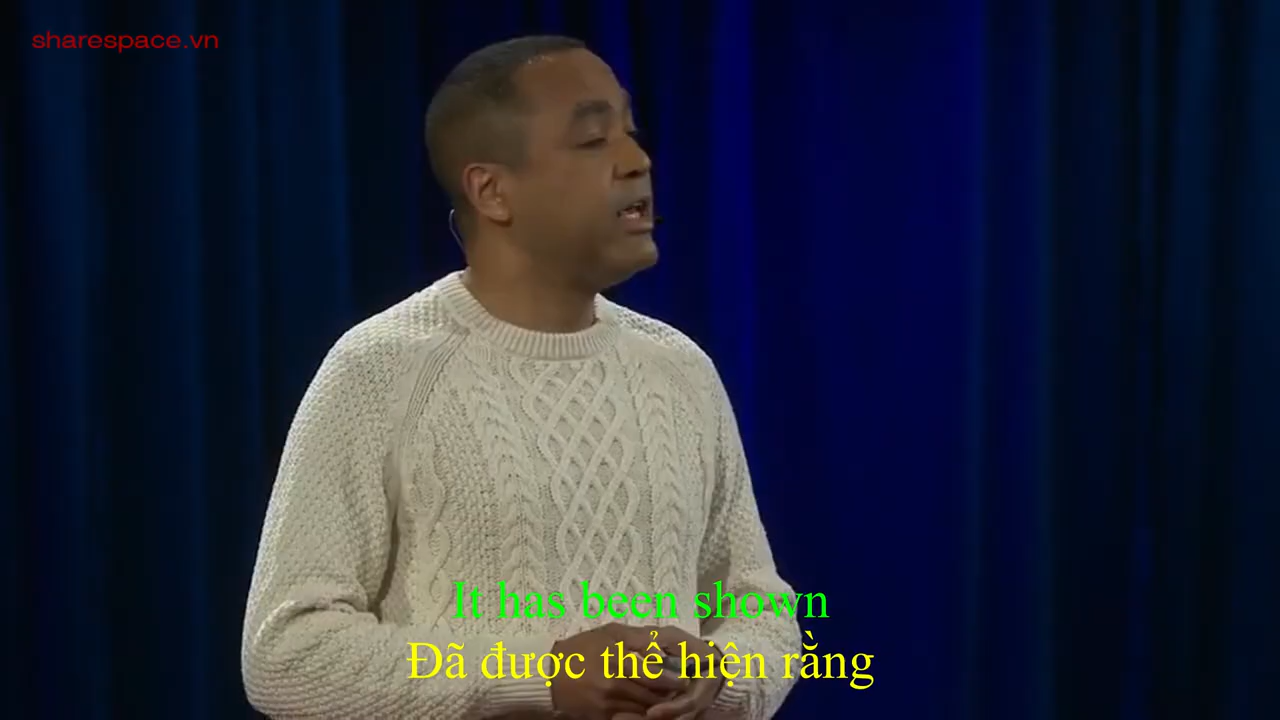 sharespace.vn
It has been shown
Đã được thể hiện rằng